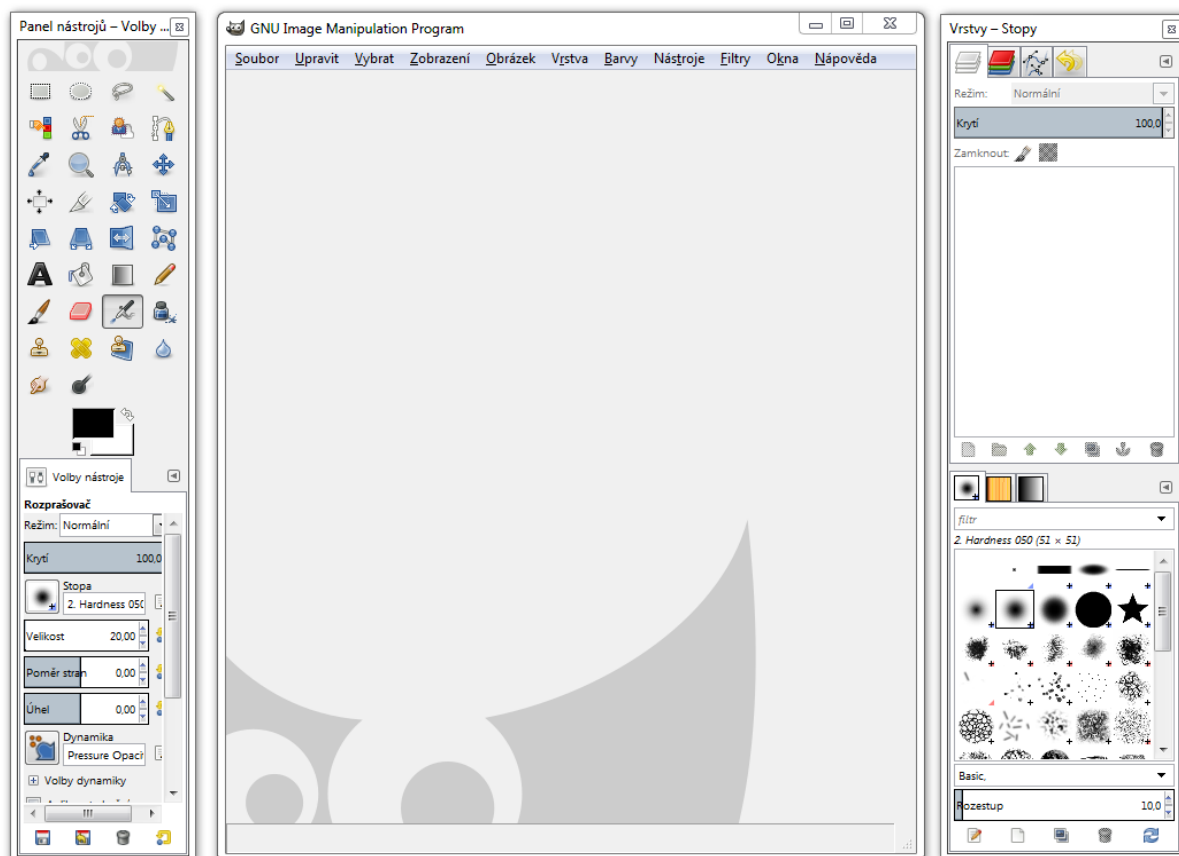 Panel nástrojů – Volby ...
Volby nástroje
Rozprašovač
Režim: Normální
Krytí 100,0
Stopa
2. Hardness 050
Velikost 20,00
Poměr stran 0,00
Úhel 0,00
Dynamika
Pressure Opacit
Volby dynamiky
GNU Image Manipulation Program
Soubor Upravit Vybrat Zobrazení Obrázek Vrstva Barvy Nástroje Filtry Okna Nápověda
Vrstvy – Stopy
Režim: Normální
Krytí 100,0
Zamknout:
filtr
2. Hardness 050 (51 × 51)
Basic,
Rozestup 10,0